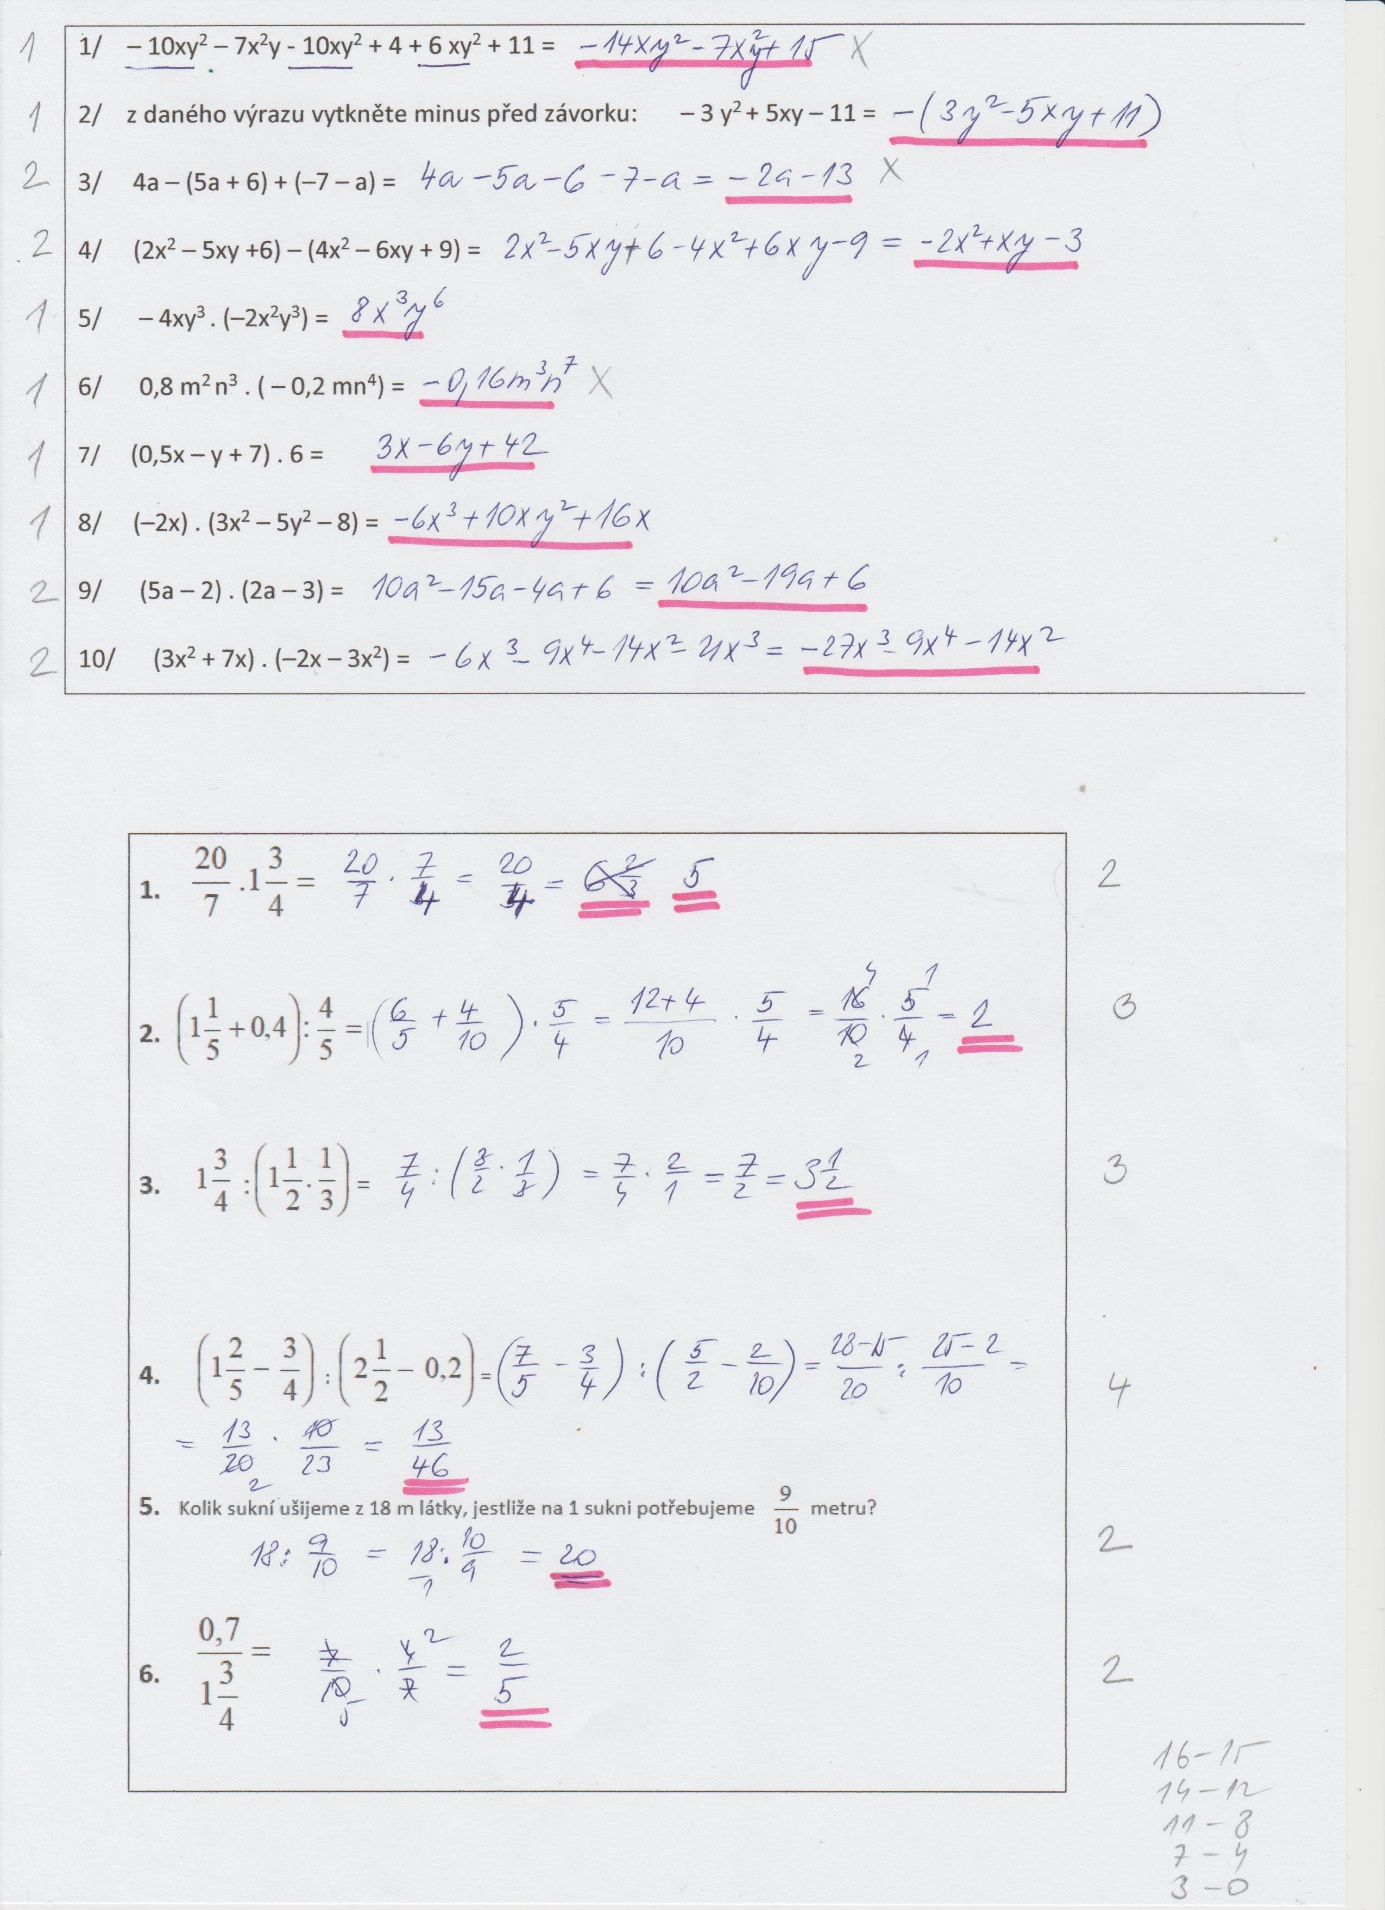 1 1/ – 10xy² – 7x²y - 10xy² + 4 + 6 xy² + 11 = -14xy² - 7x²y + 15 X
1 2/ z daného výrazu vytkněte minus před závorku: – 3 y² + 5xy – 11 = -(3y² - 5xy + 11)
2 3/ 4a – (5a + 6) + (–7 – a) = 4a - 5a - 6 - 7 - a = -2a - 13 X
2 4/ (2x² – 5xy +6) – (4x² – 6xy + 9) = 2x² - 5xy + 6 - 4x² + 6xy - 9 = -2x² + xy - 3
1 5/ – 4xy³ . (–2x²y³) = 8x³y⁶
1 6/ 0,8 m² n³ . ( – 0,2 mn⁴) = -0,16m³n⁷ X
1 7/ (0,5x – y + 7) . 6 = 3x - 6y + 42
1 8/ (–2x) . (3x² – 5y² – 8) = -6x³ + 10xy² + 16x
2 9/ (5a – 2) . (2a – 3) = 10a² - 15a - 4a + 6 = 10a² - 19a + 6
2 10/ (3x² + 7x) . (–2x – 3x²) = -6x³ - 9x⁴ - 14x² - 21x³ = -27x³ - 9x⁴ - 14x²
1. 20/7 . 1 3/4 = 20/7 · 7/4 = 20/4 = 6 2/3 5 2
2. (1 1/5 + 0,4) : 4/5 = (6/5 + 4/10) · 5/4 = 12+4/10 · 5/4 = 16/10 · 5/4 = 2 3
3. 1 3/4 : (1 1/2 . 1/3) = 7/4 : (3/2 · 1/3) = 7/4 · 2/1 = 7/2 = 3 1/2 3
4. (1 2/5 – 3/4) : (2 1/2 – 0,2) = (7/5 - 3/4) : (5/2 - 2/10) = 28-15/20 : 25-2/10 = 4
= 13/20 · 10/23 = 13/46
5. Kolik sukní ušijeme z 18 m látky, jestliže na 1 sukni potřebujeme 9/10 metru?
18 : 9/10 = 18/1 · 10/9 = 20 2
6. 0,7 / 1 3/4 = 7/10 · 4/7 = 2/5 2
16 - 15
14 - 12
11 - 8
7 - 4
3 - 0